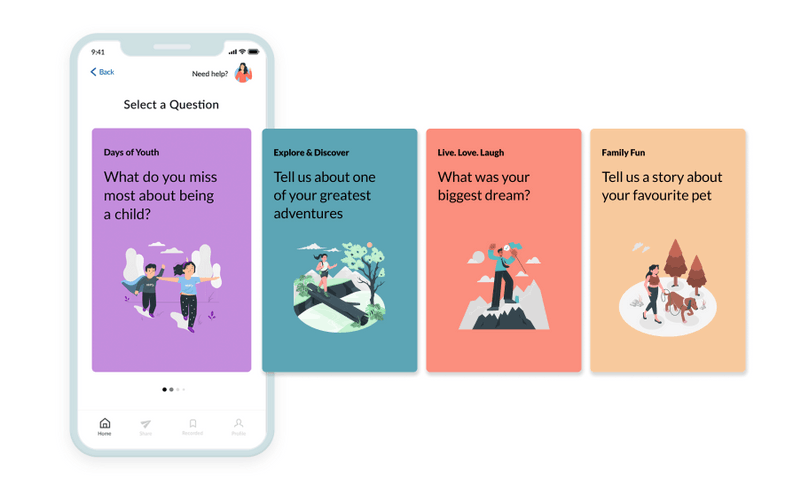 9:41
Back
Need help?
Select a Question
Days of Youth
What do you miss
most about being
a child?
Explore & Discover
Tell us about one
of your greatest
adventures
Live. Love. Laugh
What was your
biggest dream?
Family Fun
Tell us a story about
your favourite pet
Home
Share
Profile